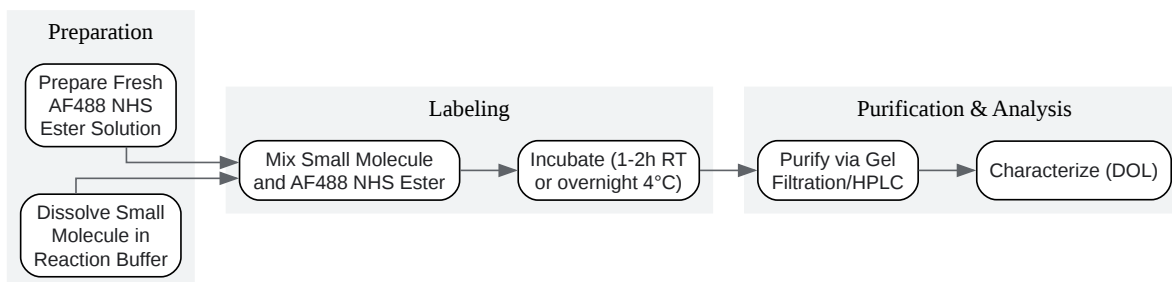 Preparation
Prepare Fresh
AF488 NHS
Ester Solution
Dissolve Small
Molecule in
Reaction Buffer
Labeling
Mix Small Molecule
and AF488 NHS Ester
Incubate (1-2h RT
or overnight 4°C)
Purification & Analysis
Purify via Gel
Filtration/HPLC
Characterize (DOL)